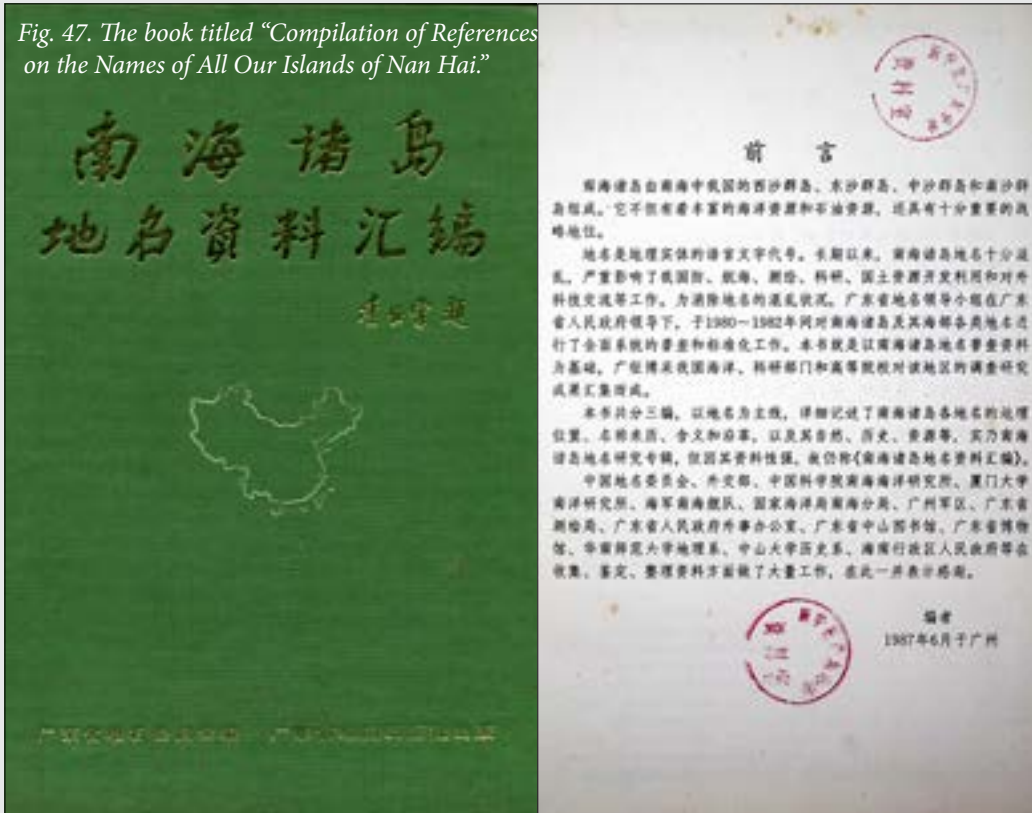 Fig. 47. The book titled “Compilation of References
on the Names of All Our Islands of Nan Hai.”
南海诸岛
地名資料汇编
前 言
南海诸岛由南海中我国的西沙群岛、东沙群岛、中沙群岛和南沙群
岛组成。它不但有着丰富的海洋资源和石油资源，还具有十分重要的战
略地位。
地名是地理实体的语言文字代号。长期以来，南海诸岛地名十分混
乱，严重影响了我国防、航海、测绘、科研、国土资源开发利用和对外
科技交流等工作。为消除地名的混乱状况，广东省地名领导小组在广东
省人民政府领导下，于1980～1982年间对南海诸岛及其海部各类地名进
行了全面系统的普查和标准化工作。本书就是以南海诸岛地名普查资料
为基础，广征博采我国海洋、科研部门和高等院校对该地区的调查研究
成果汇集而成。
本书共分三编，以地名为主线，详细记述了南海诸岛各地名的地理
位置、名称来历、含义和沿革，以及其自然、历史、资源等，实乃南海
诸岛地名研究专辑，但因其资料性强，故仍称《南海诸岛地名资料汇编》。
中国地名委员会、外交部、中国科学院南海海洋研究所、厦门大学
南洋研究所、海军南海舰队、国家海洋局南海分局、广州军区、广东省
测绘局、广东省人民政府外事办公室、广东省中山图书馆、广东省博物
馆、华南师范大学地理系、中山大学历史系、海南行政区人民政府等在
收集、鉴定、整理资料方面做了大量工作，在此一并表示感谢。
编者
1987年6月于广州
资料室